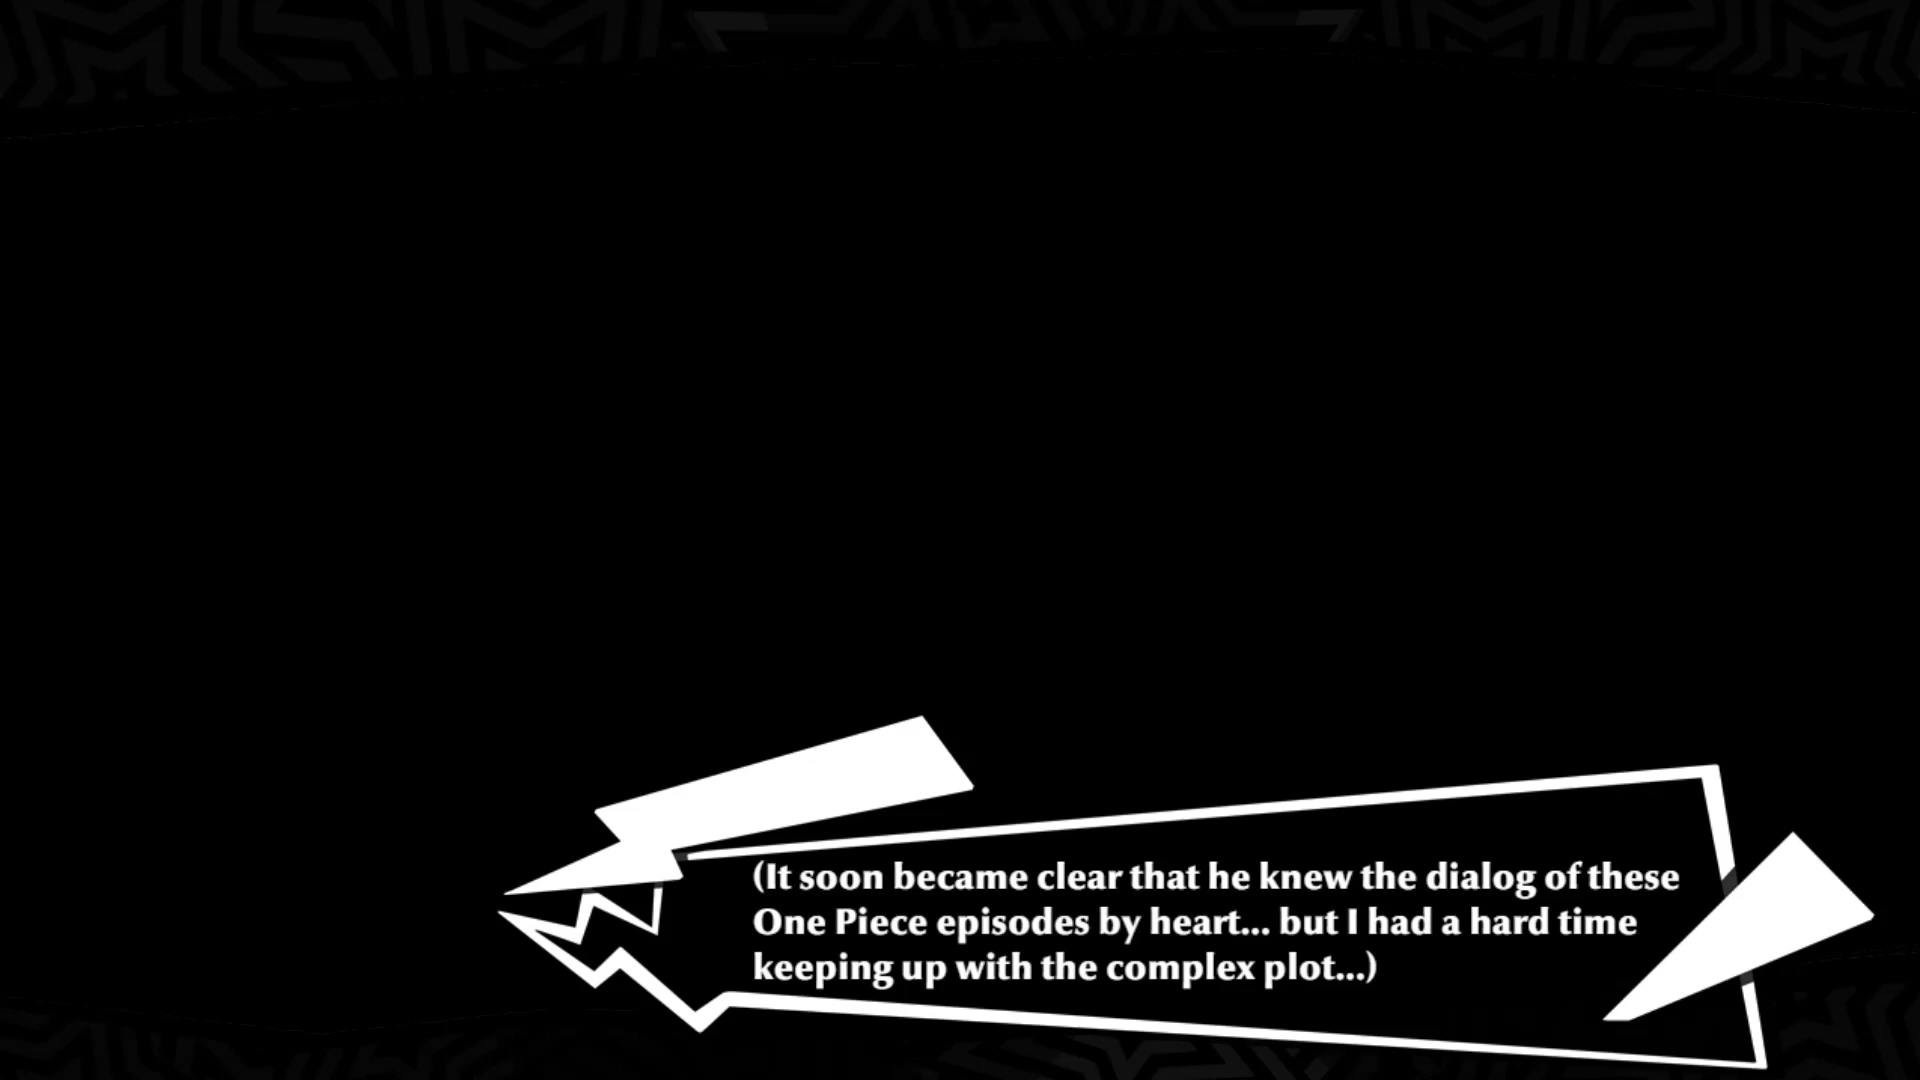 (It soon became clear that he knew the dialog of these
One Piece episodes by heart... but I had a hard time
keeping up with the complex plot...)